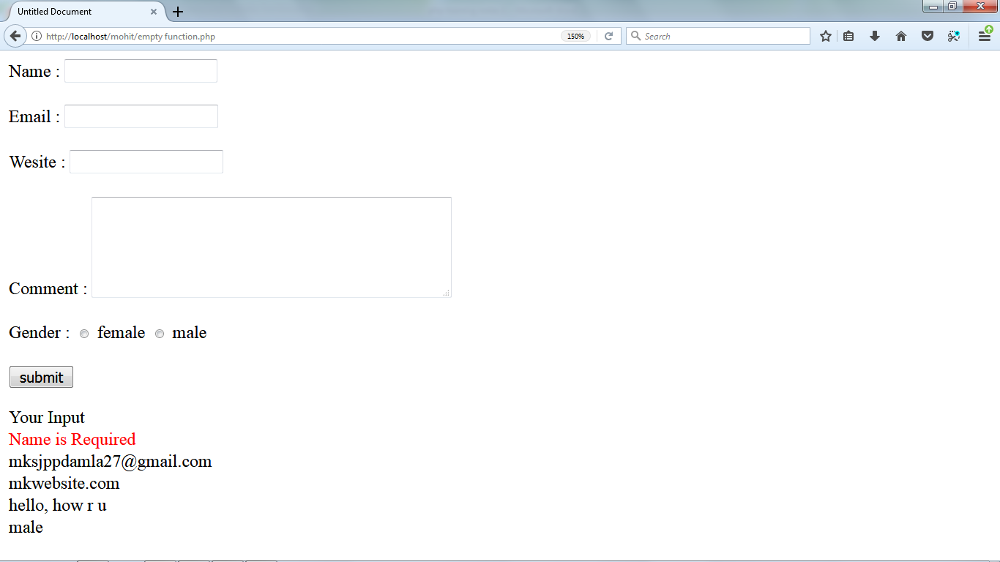 Untitled Document
http://localhost/mohit/empty function.php 150% Search
Name :
Email :
Wesite :
Comment :
Gender : female male
submit
Your Input
Name is Required
mksjppdamla27@gmail.com
mkwebsite.com
hello, how r u
male